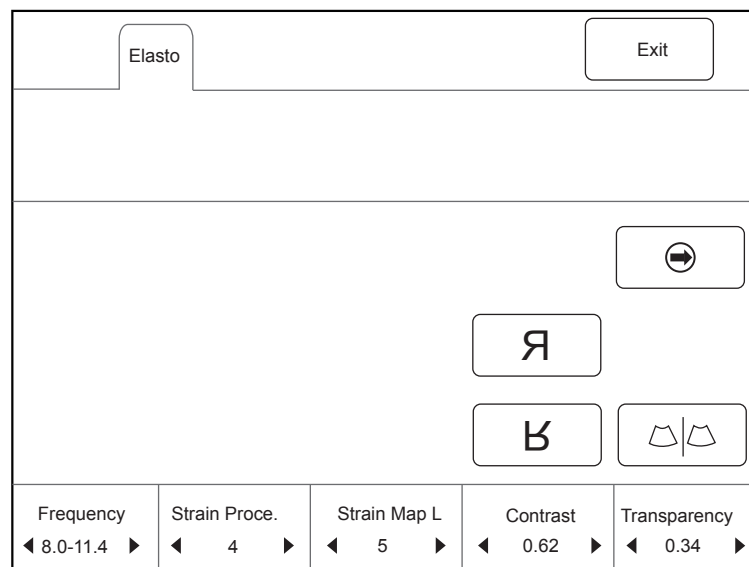 Elasto
Exit
Я
R
Frequency
8.0-11.4
Strain Proce.
4
Strain Map L
5
Contrast
0.62
Transparency
0.34